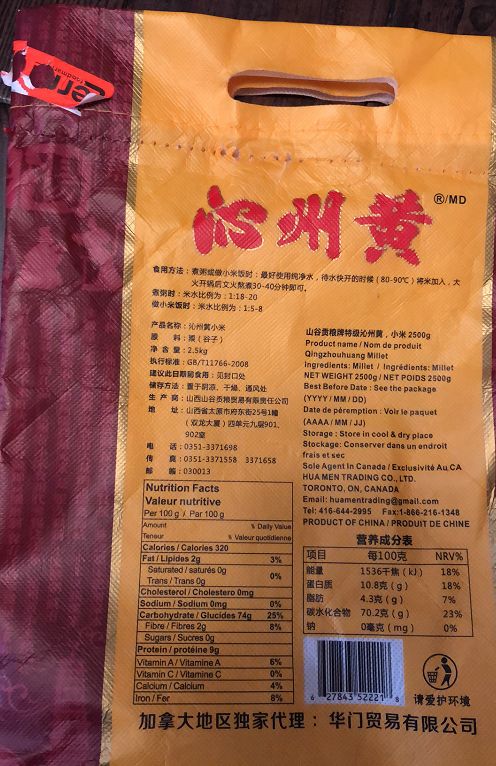 沁州黄 ®/MD
食用方法：煮粥或做小米饭时：最好使用纯净水，待水快开的时候（80-90℃）将米加入，大
火开锅后文火熬煮30-40分钟即可。
煮粥时：米水比例为：1:18-20
做小米饭时：米水比例为：1:5-8
产品名称：沁州黄小米
原　　料：粟（谷子）
净 含 量：2.5kg
执行标准：GB/T11766-2008
建议此日期前食用：见封口处
储存方法：置于阴凉、干燥、通风处
生 产 商：山西山谷贡粮贸易有限责任公司
地　　址：山西省太原市府东街25号1幢
（双龙大厦）四单元九层901、
902室
电　　话：0351-3371698
传　　真：0351-3371558 3371658
邮　　编：030013
山谷贡粮牌特级沁州黄，小米 2500g
Product name / Nom de produit
Qingzhouhuang Millet
Ingredients: Millet / Ingrédients: Millet
NET WEIGHT 2500g / NET POIDS 2500g
Best Before Date : See the package
(YYYY / MM / DD)
Date de péremption : Voir le paquet
(AAAA / MM / JJ)
Storage : Store in cool & dry place
Stockage: Conserver dans un endroit
frais et sec
Sole Agent in Canada / Exclusivité Au CA
HUA MEN TRADING CO., LTD.
TORONTO. ON, CANADA
Email: huamentrading@gmail.com
Tel: 416-644-2995 Fax:1-866-216-1348
PRODUCT OF CHINA / PRODUIT DE CHINE
Nutrition Facts
Valeur nutritive
Per 100 g / Par 100 g
Amount % Daily Value
Teneur % Valeur quotidienne
Calories / Calories 320
Fat / Lipides 2g 3%
Saturated / saturés 0g
Trans / Trans 0g 0%
Cholesterol / Cholestero 0mg
Sodium / Sodium 0mg 0%
Carbohydrate / Glucides 74g 25%
Fibre / Fibres 2g 8%
Sugars / Sucres 0g
Protein / protéine 9g
Vitamin A / Vitamine A 6%
Vitamin C / Vitamine C 0%
Calcium / Calcium 4%
Iron / Fer 8%
营养成分表
项目 每100克 NRV%
能量 1536千焦（kJ） 18%
蛋白质 10.8克（g） 18%
脂肪 4.3克（g） 7%
碳水化合物 70.2克（g） 23%
钠 0毫克（mg） 0%
6 27843 52221 8
请爱护环境
加拿大地区独家代理：华门贸易有限公司